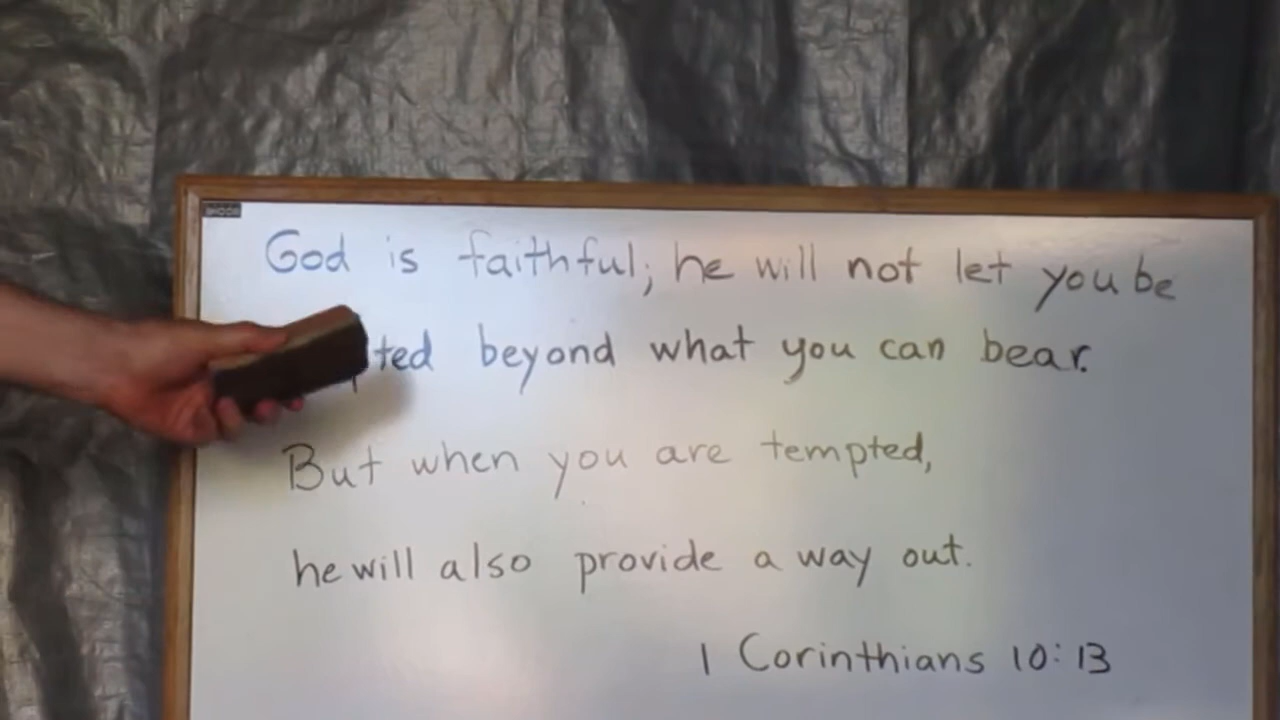 God is faithful; he will not let you be
ted beyond what you can bear.
But when you are tempted,
he will also provide a way out.
1 Corinthians 10:13